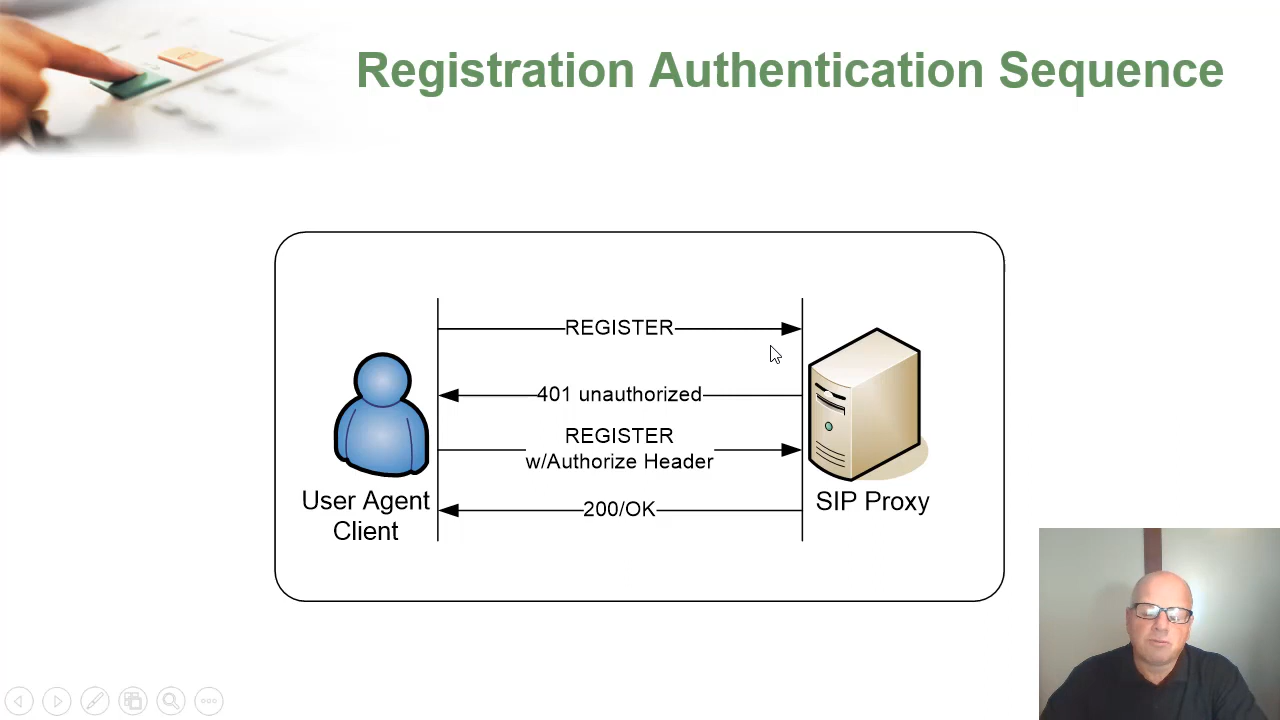 Registration Authentication Sequence
REGISTER
401 unauthorized
REGISTER
w/Authorize Header
200/OK
User Agent
Client
SIP Proxy